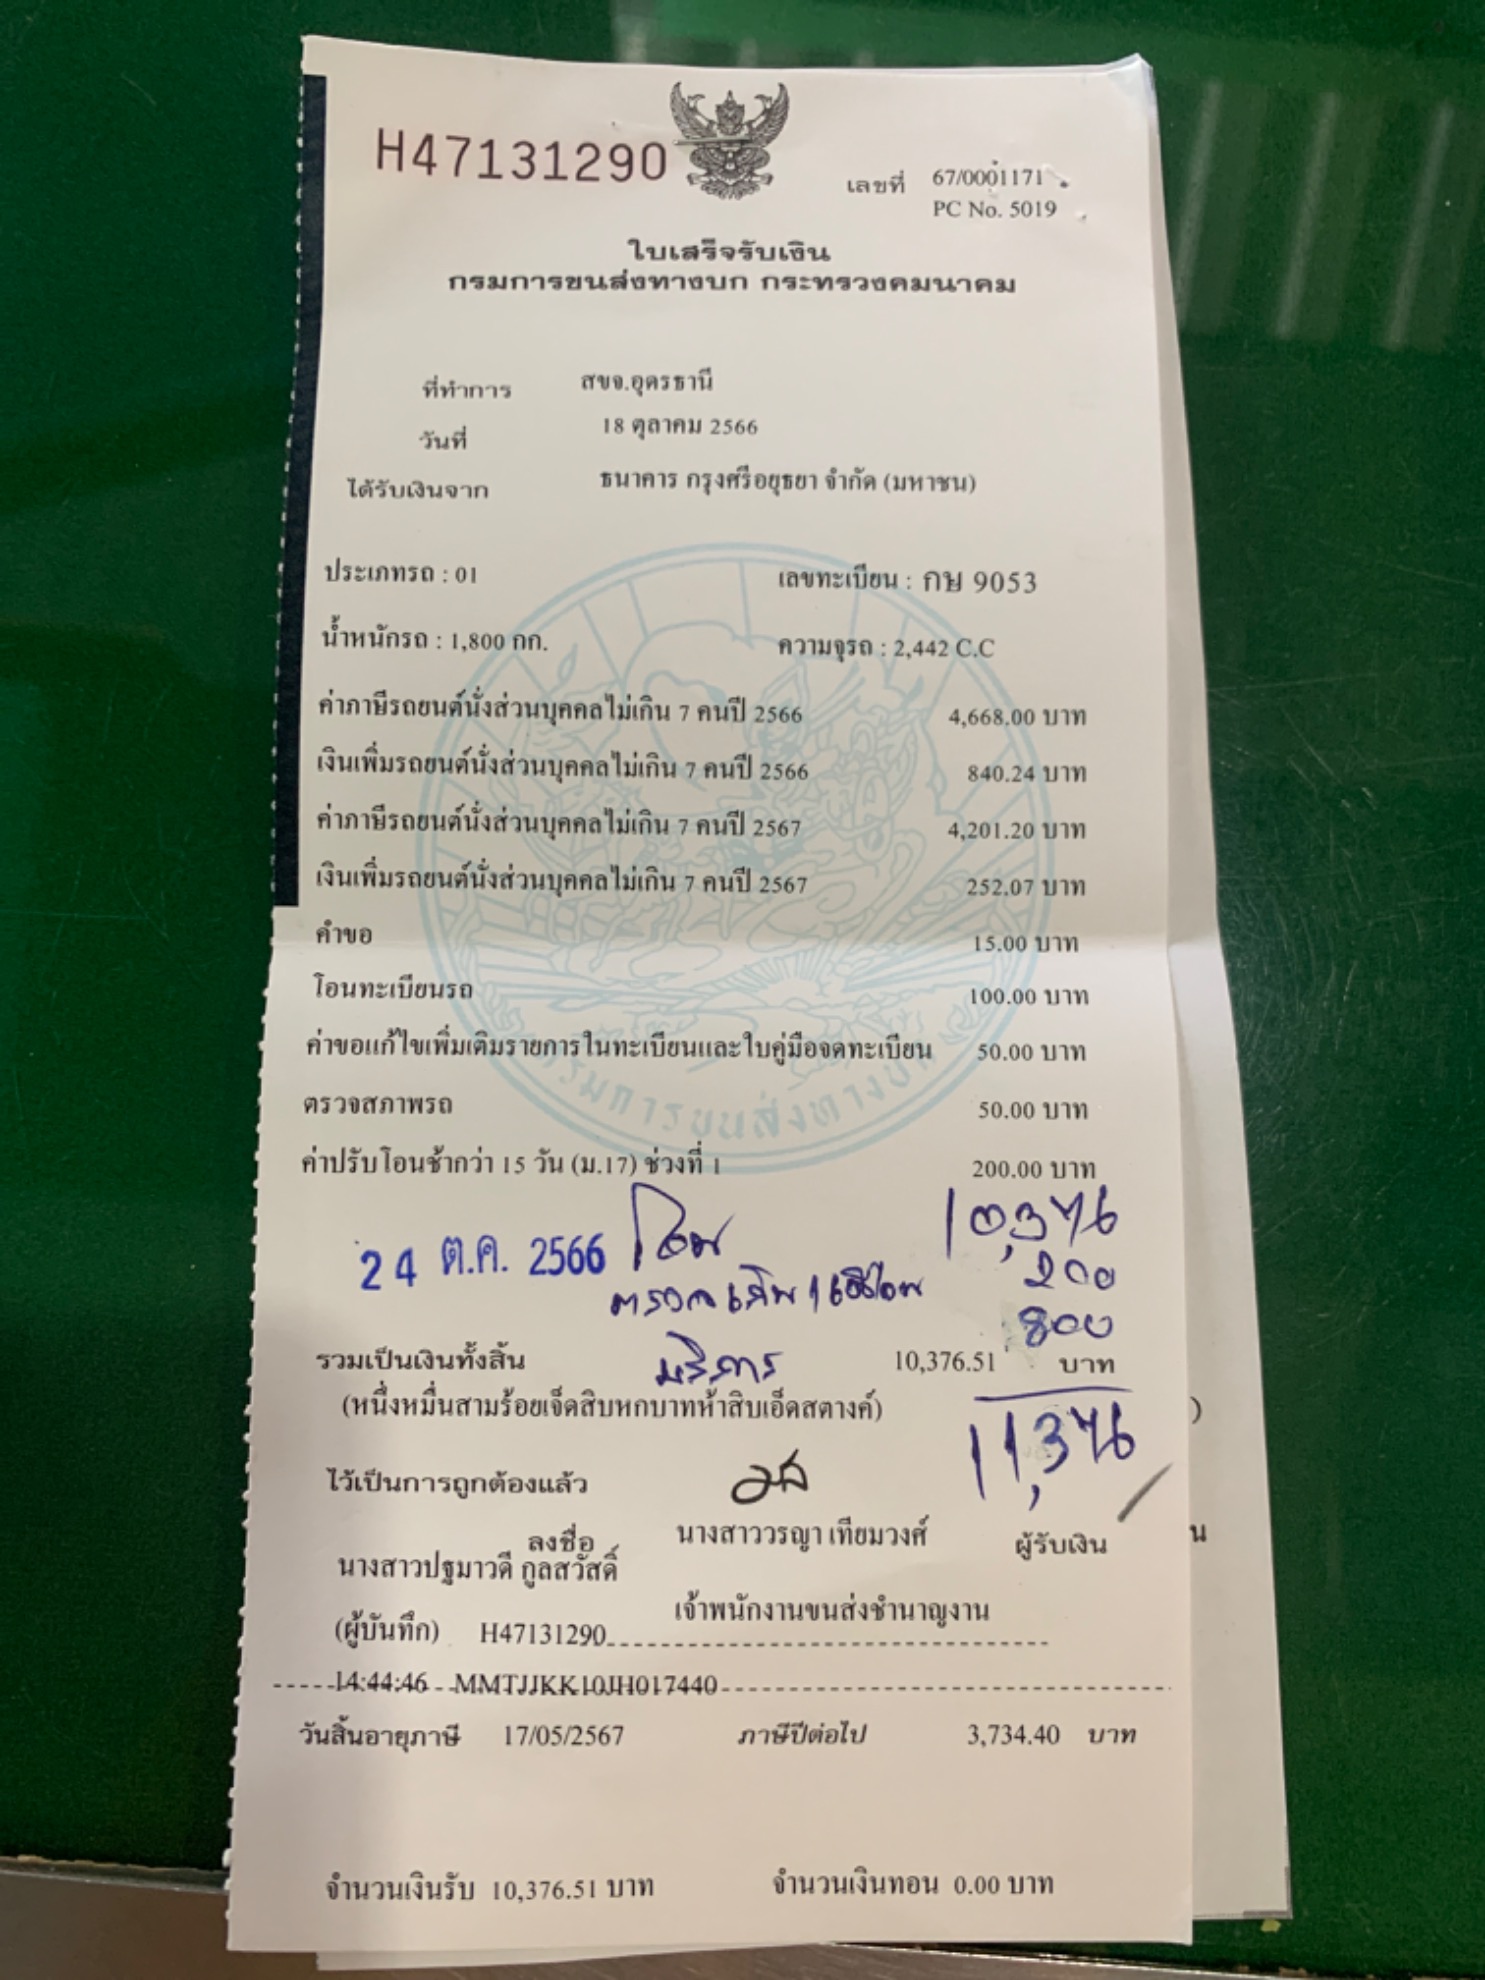 H47131290
เลขที่ 67/0001171
PC No. 5019
ใบเสร็จรับเงิน
กรมการขนส่งทางบก กระทรวงคมนาคม
ที่ทำการ สขจ.อุดรธานี
วันที่ 18 ตุลาคม 2566
ได้รับเงินจาก ธนาคาร กรุงศรีอยุธยา จำกัด (มหาชน)
ประเภทรถ : 01 เลขทะเบียน : กษ 9053
น้ำหนักรถ : 1,800 กก. ความจุรถ : 2,442 C.C
ค่าภาษีรถยนต์นั่งส่วนบุคคลไม่เกิน 7 คนปี 2566 4,668.00 บาท
เงินเพิ่มรถยนต์นั่งส่วนบุคคลไม่เกิน 7 คนปี 2566 840.24 บาท
ค่าภาษีรถยนต์นั่งส่วนบุคคลไม่เกิน 7 คนปี 2567 4,201.20 บาท
เงินเพิ่มรถยนต์นั่งส่วนบุคคลไม่เกิน 7 คนปี 2567 252.07 บาท
คำขอ 15.00 บาท
โอนทะเบียนรถ 100.00 บาท
ค่าขอแก้ไขเพิ่มเติมรายการในทะเบียนและใบคู่มือจดทะเบียน 50.00 บาท
กรมการขนส่งทางบก
ตรวจสภาพรถ 50.00 บาท
ค่าปรับโอนช้ากว่า 15 วัน (ม.17) ช่วงที่ 1 200.00 บาท
24 ต.ค. 2566 โอน 10,376
200
บริการ 800
รวมเป็นเงินทั้งสิ้น 10,376.51 บาท
(หนึ่งหมื่นสามร้อยเจ็ดสิบหกบาทห้าสิบเอ็ดสตางค์) )
11,376
ไว้เป็นการถูกต้องแล้ว
ลงชื่อ นางสาววรญา เทียมวงศ์ ผู้รับเงิน น
นางสาวปฐมาวดี กูลสวัสดิ์
เจ้าพนักงานขนส่งชำนาญงาน
(ผู้บันทึก) H47131290
14:44:46 MMTJJKK10JH017440
วันสิ้นอายุภาษี 17/05/2567 ภาษีปีต่อไป 3,734.40 บาท
จำนวนเงินรับ 10,376.51 บาท จำนวนเงินทอน 0.00 บาท